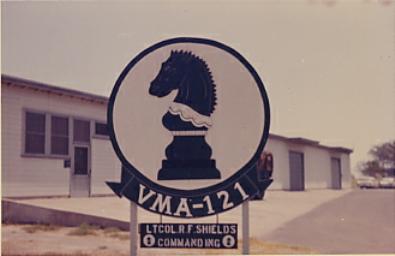 VMA-121
LTCOL. R.F. SHIELDS
COMMANDING